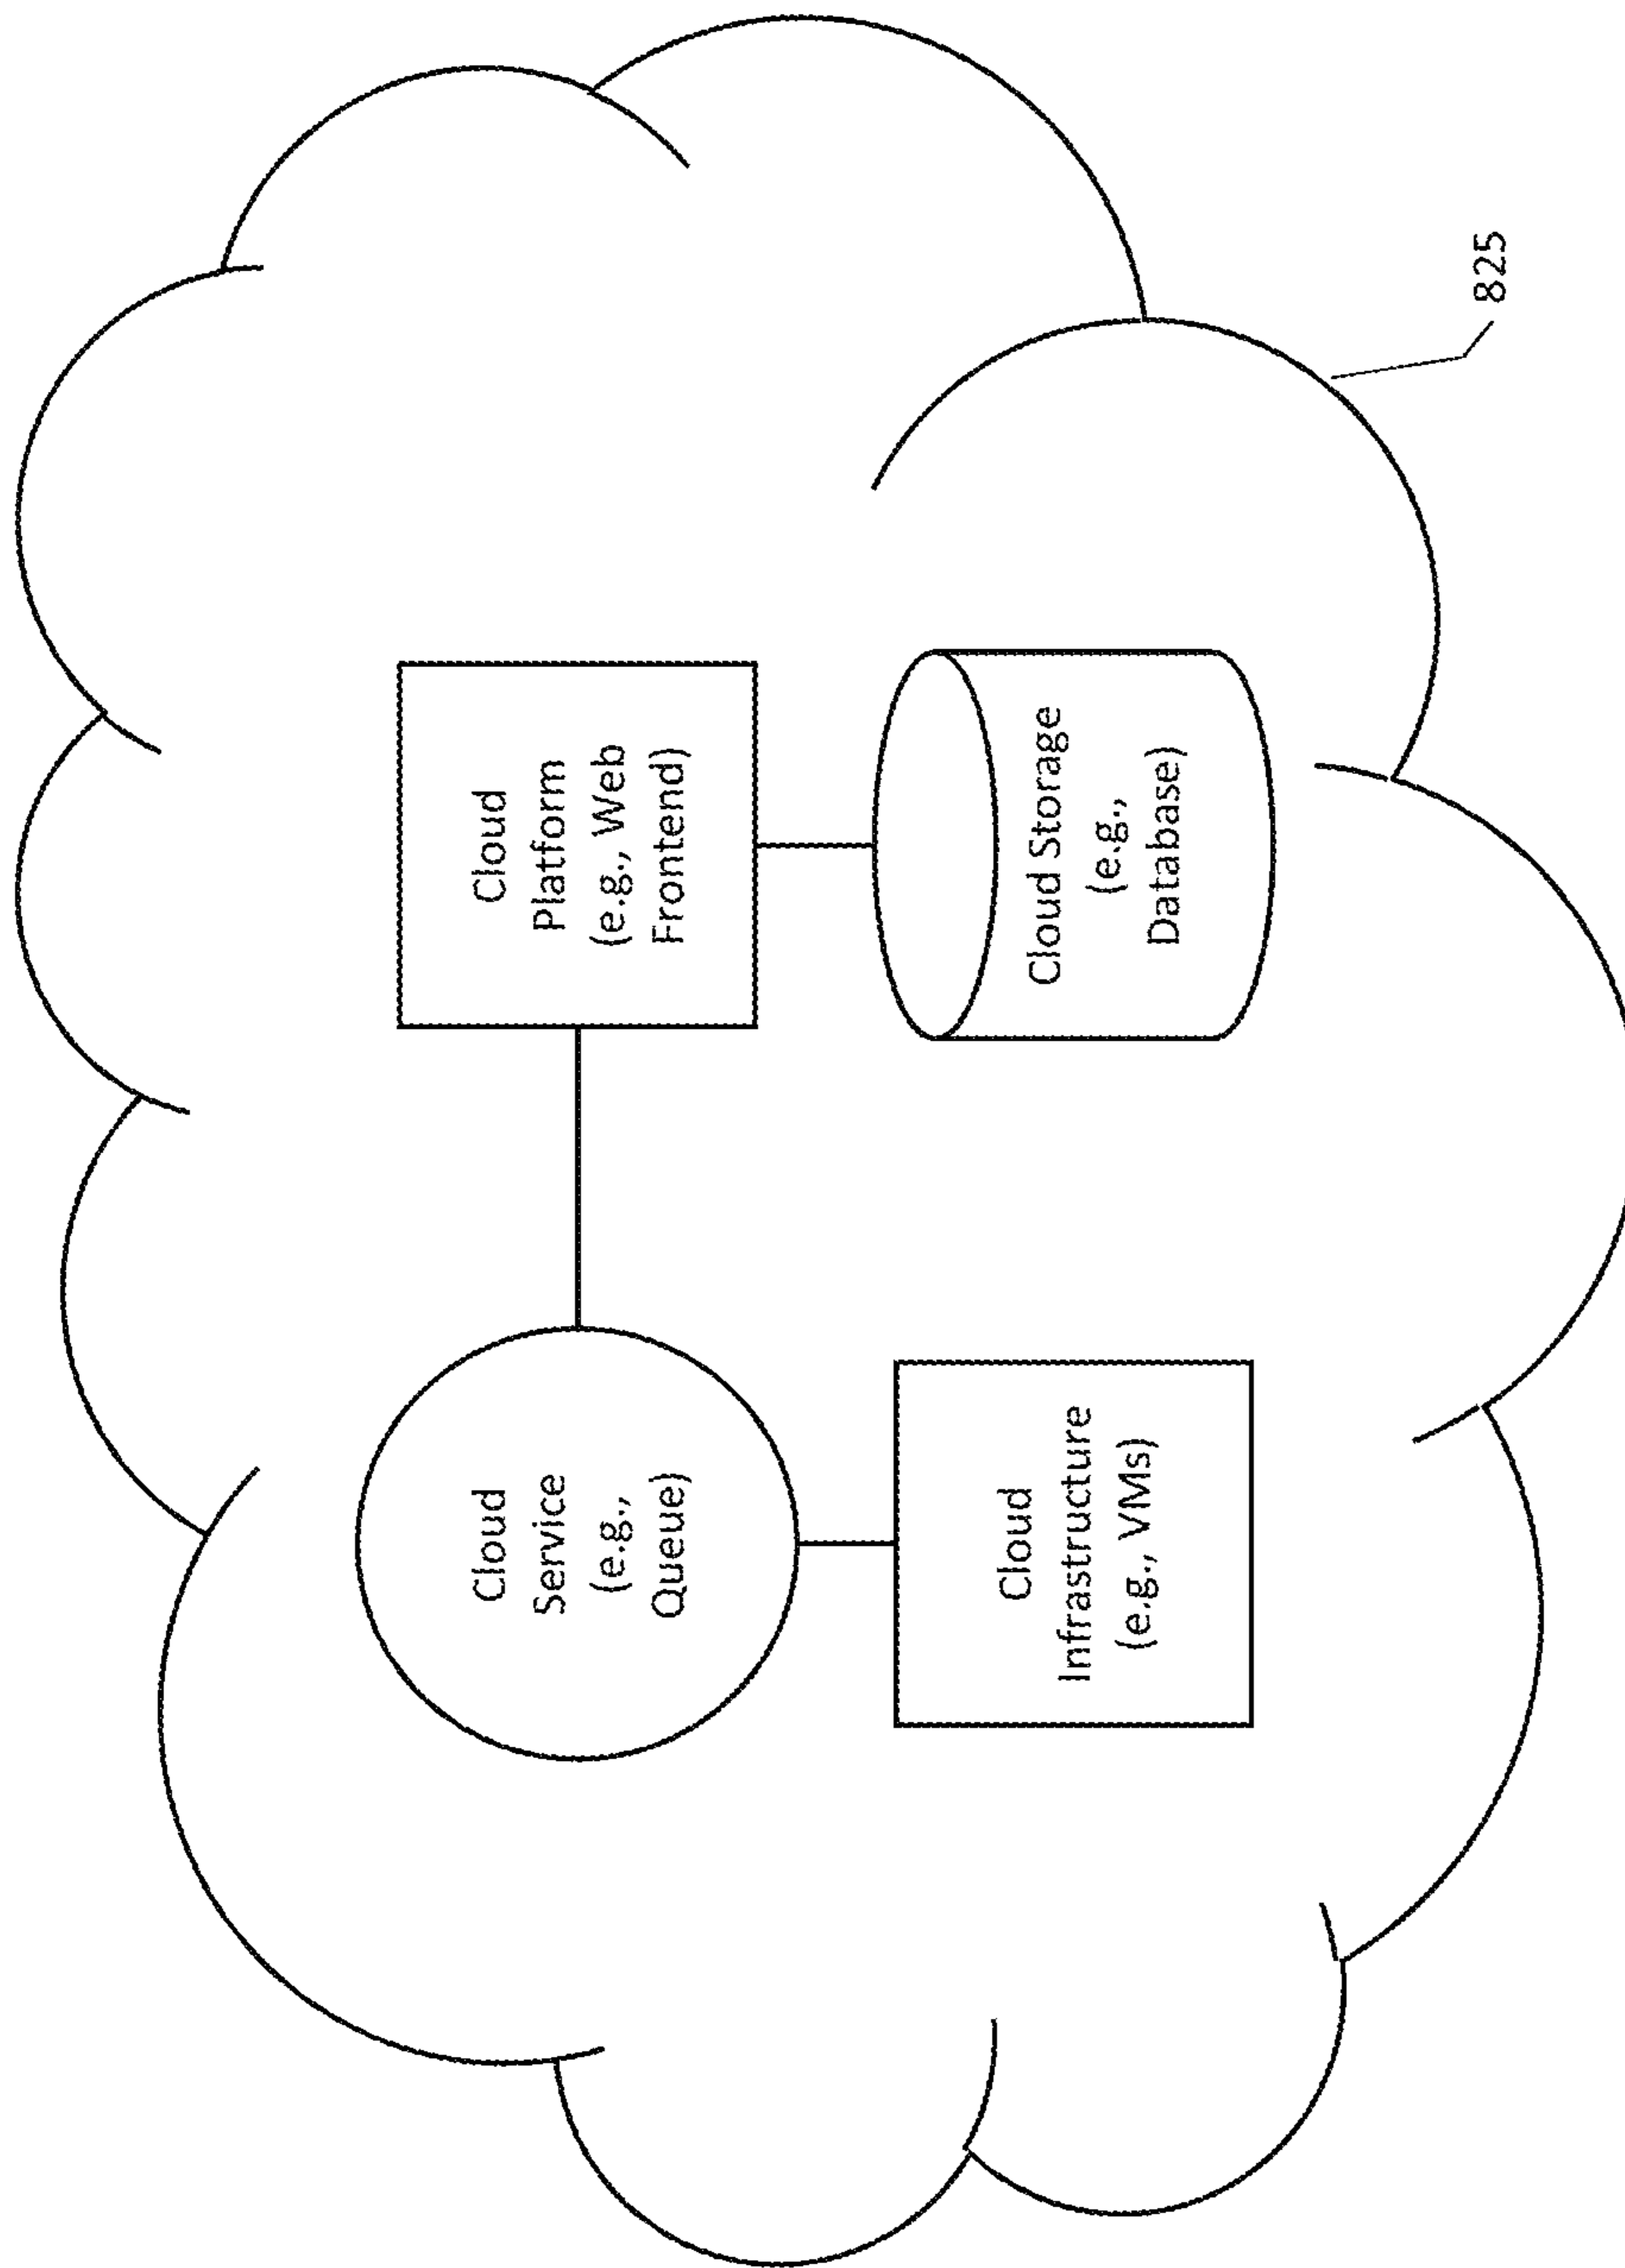 Cloud
Service
(e.g.,
Queue)
Cloud
Platform
(e.g., Web
Frontend)
Cloud
Infrastructure
(e.g., VMs)
Cloud Storage
(e.g.,
Database)
825